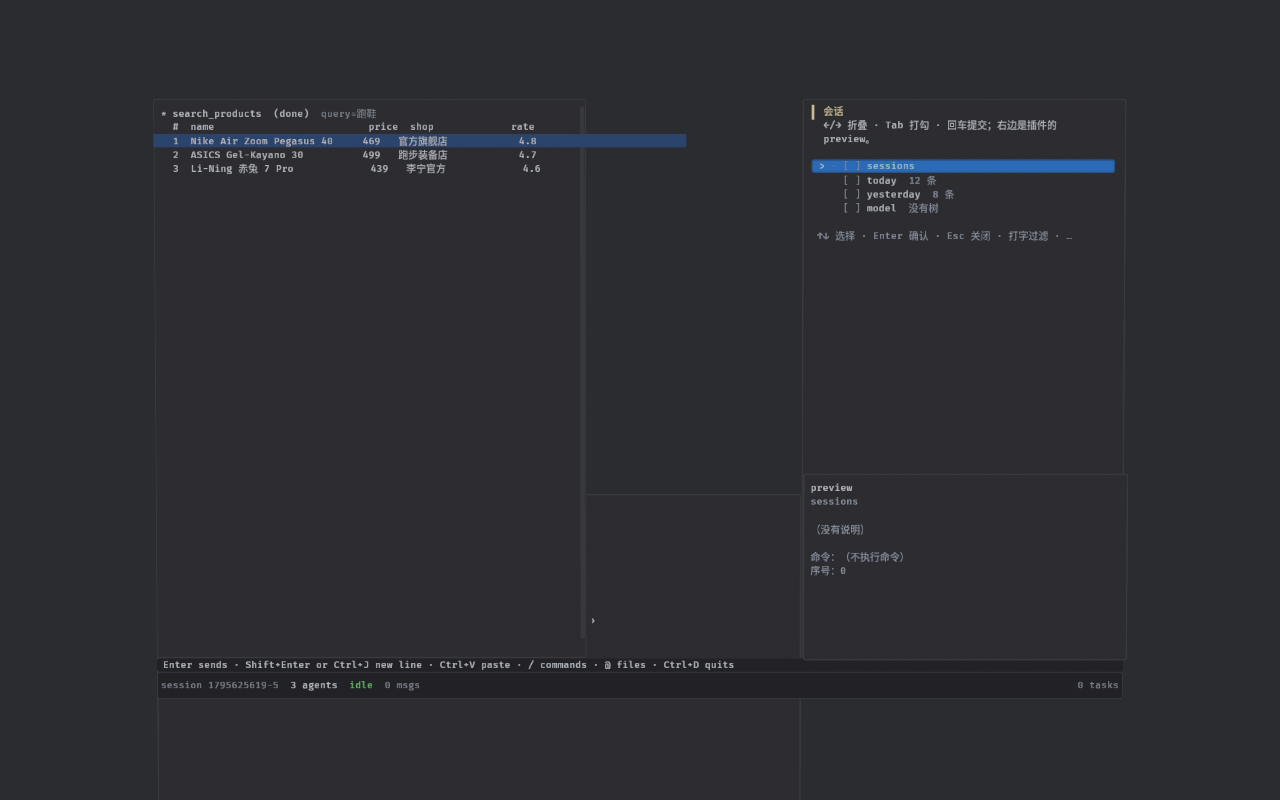 * search_products (done) query=跑鞋
# name price shop rate
1 Nike Air Zoom Pegasus 40 469 官方旗舰店 4.8
2 ASICS Gel-Kayano 30 499 跑步装备店 4.7
3 Li-Ning 赤兔 7 Pro 439 李宁官方 4.6
会话
←/→ 折叠 · Tab 打勾 · 回车提交; 右边是插件的
preview。
> - [ ] sessions
[ ] today 12 条
[ ] yesterday 8 条
[ ] model 没有树
↑↓ 选择 · Enter 确认 · Esc 关闭 · 打字过滤 · …
preview
sessions
(没有说明)
命令: (不执行命令)
序号: 0
›
Enter sends · Shift+Enter or Ctrl+J new line · Ctrl+V paste · / commands · @ files · Ctrl+D quits
session 1795625619-5 3 agents idle 0 msgs 0 tasks